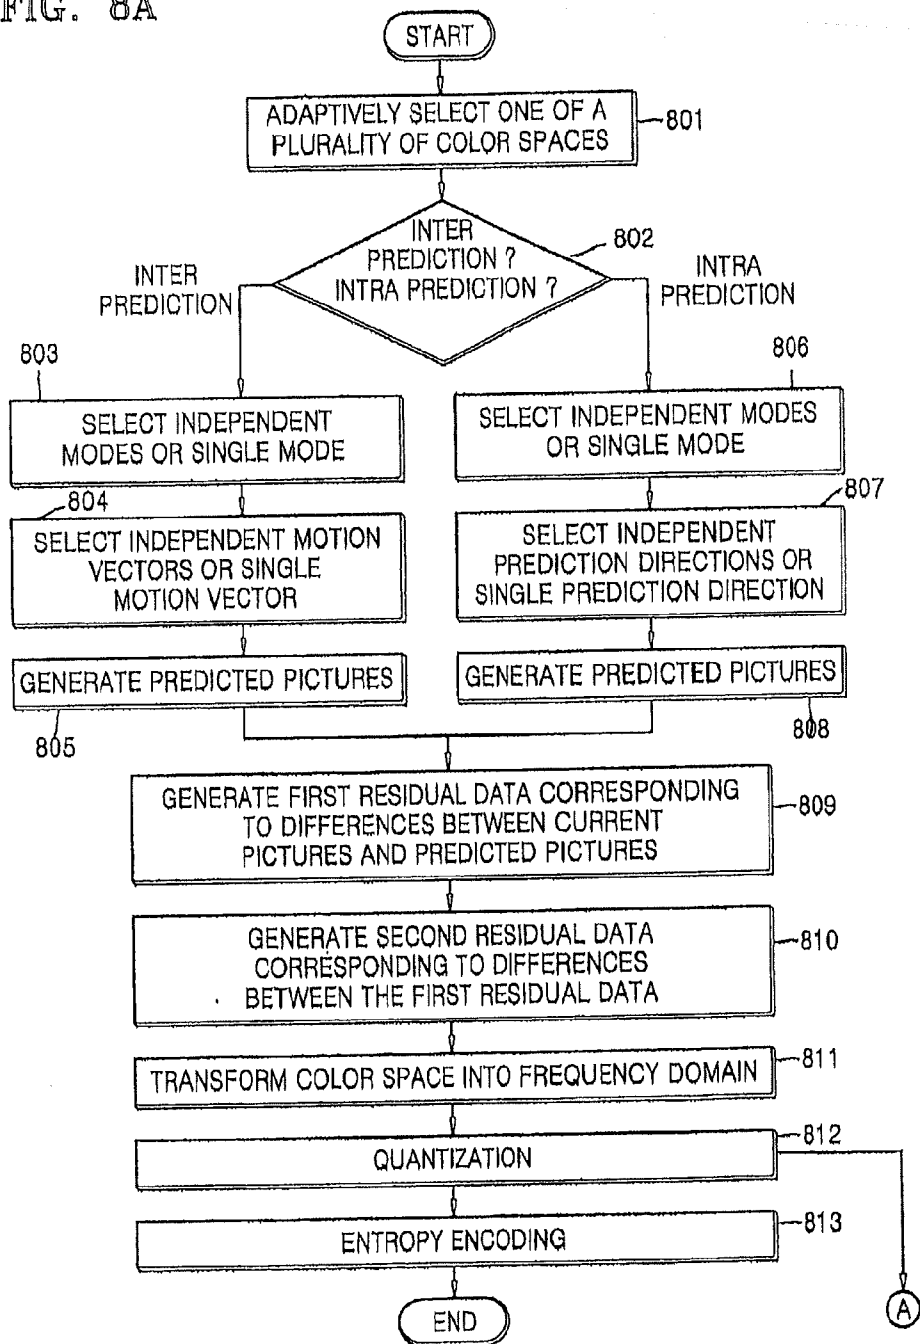 FIG. 8A
START
ADAPTIVELY SELECT ONE OF A
PLURALITY OF COLOR SPACES
801
INTER
PREDICTION ?
INTRA PREDICTION ?
802
INTER
PREDICTION
INTRA
PREDICTION
803
SELECT INDEPENDENT
MODES OR SINGLE MODE
804
SELECT INDEPENDENT MOTION
VECTORS OR SINGLE
MOTION VECTOR
GENERATE PREDICTED PICTURES
805
806
SELECT INDEPENDENT MODES
OR SINGLE MODE
807
SELECT INDEPENDENT
PREDICTION DIRECTIONS OR
SINGLE PREDICTION DIRECTION
GENERATE PREDICTED PICTURES
808
GENERATE FIRST RESIDUAL DATA CORRESPONDING
TO DIFFERENCES BETWEEN CURRENT
PICTURES AND PREDICTED PICTURES
809
GENERATE SECOND RESIDUAL DATA
CORRESPONDING TO DIFFERENCES
BETWEEN THE FIRST RESIDUAL DATA
810
TRANSFORM COLOR SPACE INTO FREQUENCY DOMAIN
811
QUANTIZATION
812
ENTROPY ENCODING
813
END
A